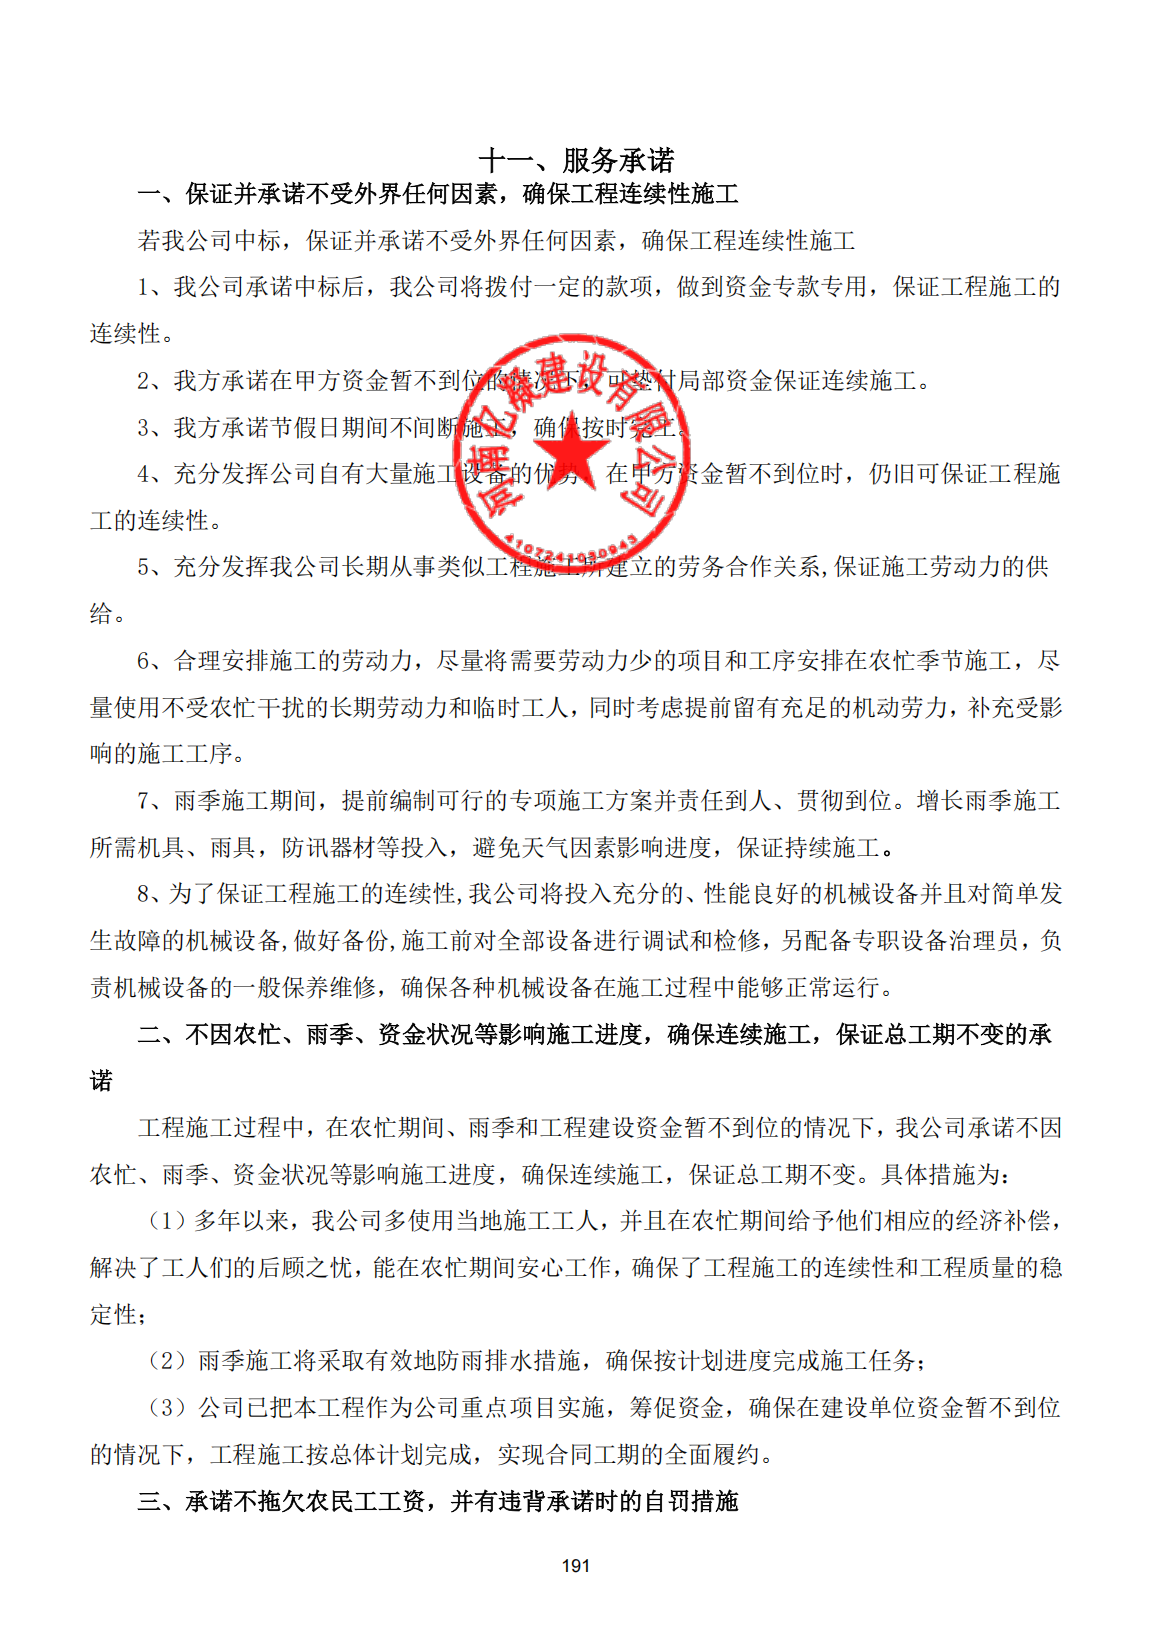 十一、服务承诺
一、保证并承诺不受外界任何因素，确保工程连续性施工
若我公司中标，保证并承诺不受外界任何因素，确保工程连续性施工
1、我公司承诺中标后，我公司将拨付一定的款项，做到资金专款专用，保证工程施工的
连续性。
2、我方承诺在甲方资金暂不到位的情况下，可垫付局部资金保证连续施工。
3、我方承诺节假日期间不间断施工，确保按时完工。
4、充分发挥公司自有大量施工设备的优势，在甲方资金暂不到位时，仍旧可保证工程施
工的连续性。
5、充分发挥我公司长期从事类似工程施工所建立的劳务合作关系,保证施工劳动力的供
给。
6、合理安排施工的劳动力，尽量将需要劳动力少的项目和工序安排在农忙季节施工，尽
量使用不受农忙干扰的长期劳动力和临时工人，同时考虑提前留有充足的机动劳力，补充受影
响的施工工序。
7、雨季施工期间，提前编制可行的专项施工方案并责任到人、贯彻到位。增长雨季施工
所需机具、雨具，防讯器材等投入，避免天气因素影响进度，保证持续施工。
8、为了保证工程施工的连续性,我公司将投入充分的、性能良好的机械设备并且对简单发
生故障的机械设备,做好备份,施工前对全部设备进行调试和检修，另配备专职设备治理员，负
责机械设备的一般保养维修，确保各种机械设备在施工过程中能够正常运行。
二、不因农忙、雨季、资金状况等影响施工进度，确保连续施工，保证总工期不变的承
诺
工程施工过程中，在农忙期间、雨季和工程建设资金暂不到位的情况下，我公司承诺不因
农忙、雨季、资金状况等影响施工进度，确保连续施工，保证总工期不变。具体措施为：
（1）多年以来，我公司多使用当地施工工人，并且在农忙期间给予他们相应的经济补偿，
解决了工人们的后顾之忧，能在农忙期间安心工作，确保了工程施工的连续性和工程质量的稳
定性；
（2）雨季施工将采取有效地防雨排水措施，确保按计划进度完成施工任务；
（3）公司已把本工程作为公司重点项目实施，筹促资金，确保在建设单位资金暂不到位
的情况下，工程施工按总体计划完成，实现合同工期的全面履约。
三、承诺不拖欠农民工工资，并有违背承诺时的自罚措施
191
河南亿凝建设有限公司
4107241030943